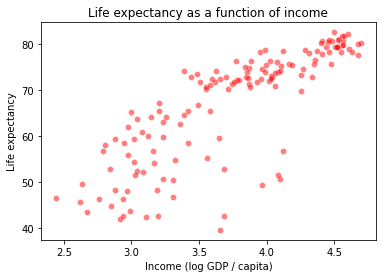 Life expectancy as a function of income
Life expectancy
80
70
60
50
40
2.5 3.0 3.5 4.0 4.5
Income (log GDP / capita)